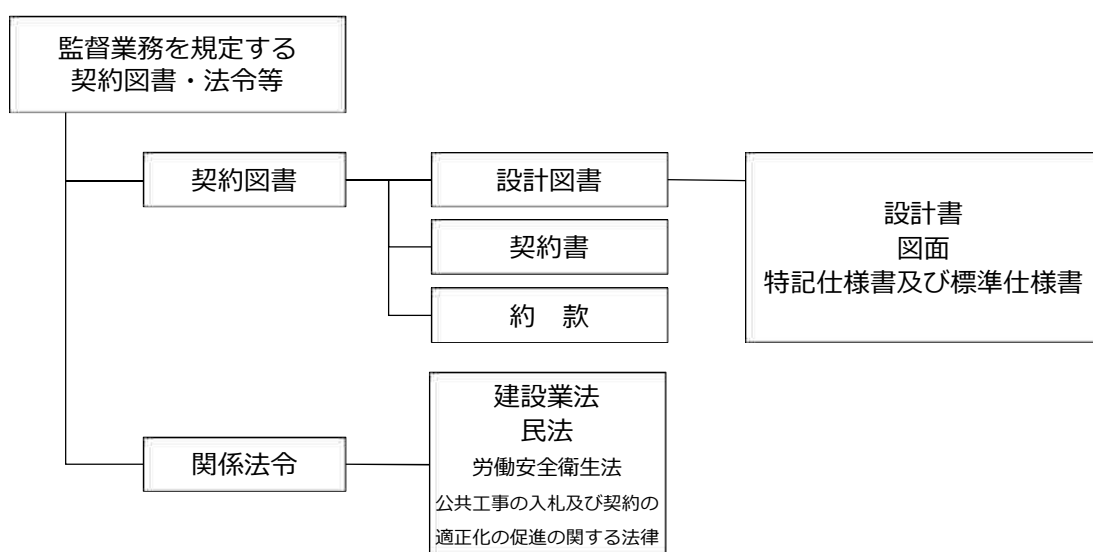 監督業務を規定する
契約図書・法令等
契約図書
設計図書
契約書
約　款
設計書
図面
特記仕様書及び標準仕様書
関係法令
建設業法
民法
労働安全衛生法
公共工事の入札及び契約の
適正化の促進の関する法律